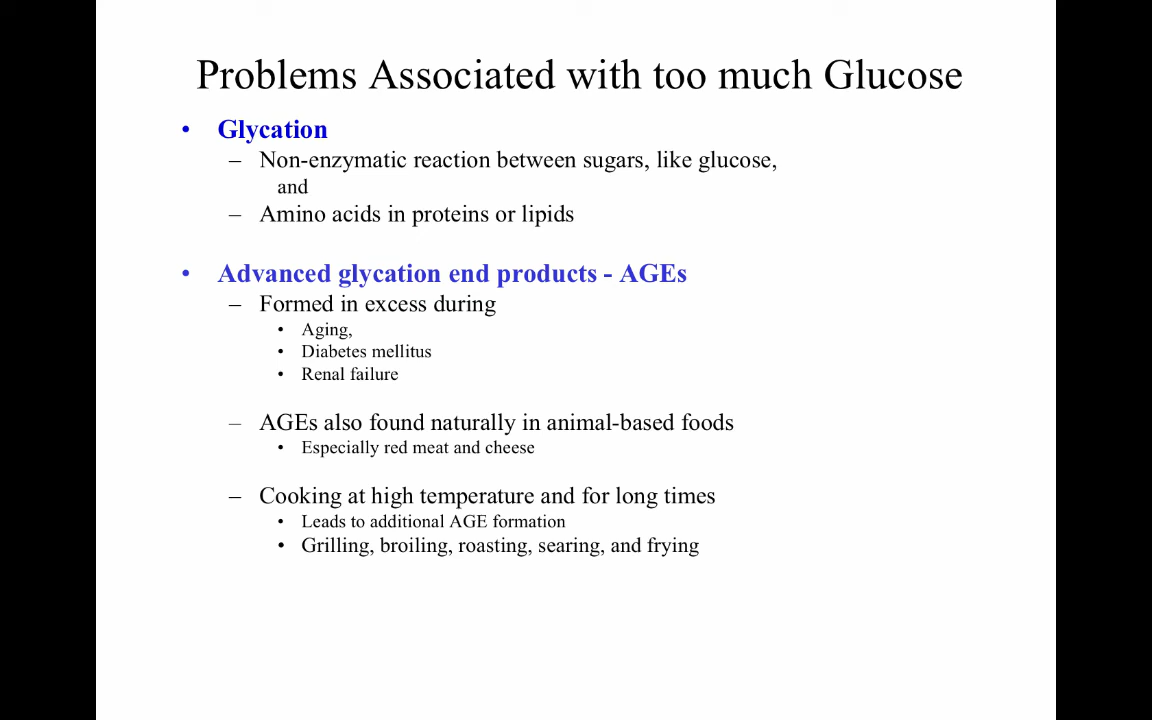 Problems Associated with too much Glucose
• Glycation
– Non-enzymatic reaction between sugars, like glucose,
and
– Amino acids in proteins or lipids
• Advanced glycation end products - AGEs
– Formed in excess during
• Aging,
• Diabetes mellitus
• Renal failure
– AGEs also found naturally in animal-based foods
• Especially red meat and cheese
– Cooking at high temperature and for long times
• Leads to additional AGE formation
• Grilling, broiling, roasting, searing, and frying